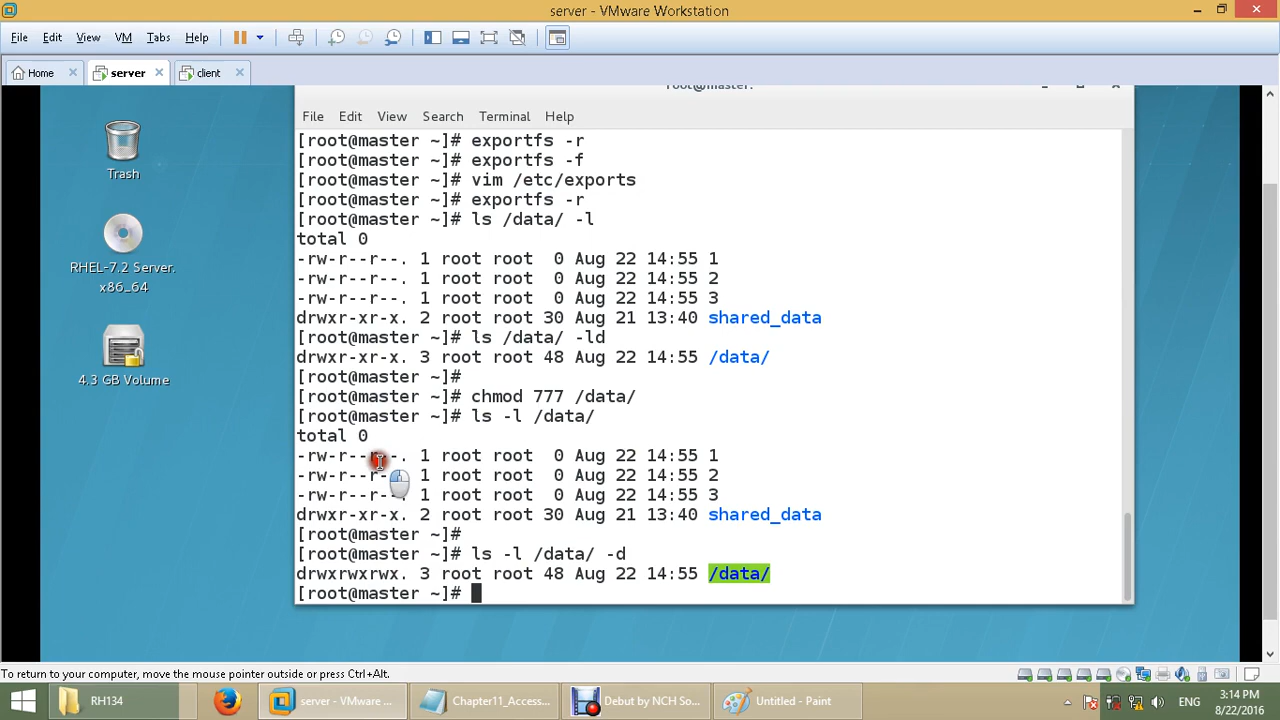 server - VMware Workstation
File Edit View VM Tabs Help
Home server client
root@master:
File Edit View Search Terminal Help
[root@master ~]# exportfs -r
[root@master ~]# exportfs -f
[root@master ~]# vim /etc/exports
[root@master ~]# exportfs -r
[root@master ~]# ls /data/ -l
total 0
-rw-r--r--. 1 root root  0 Aug 22 14:55 1
-rw-r--r--. 1 root root  0 Aug 22 14:55 2
-rw-r--r--. 1 root root  0 Aug 22 14:55 3
drwxr-xr-x. 2 root root 30 Aug 21 13:40 shared_data
[root@master ~]# ls /data/ -ld
drwxr-xr-x. 3 root root 48 Aug 22 14:55 /data/
[root@master ~]#
[root@master ~]# chmod 777 /data/
[root@master ~]# ls -l /data/
total 0
-rw-r--r--. 1 root root  0 Aug 22 14:55 1
-rw-r--r--. 1 root root  0 Aug 22 14:55 2
-rw-r--r--. 1 root root  0 Aug 22 14:55 3
drwxr-xr-x. 2 root root 30 Aug 21 13:40 shared_data
[root@master ~]#
[root@master ~]# ls -l /data/ -d
drwxrwxrwx. 3 root root 48 Aug 22 14:55 /data/
[root@master ~]#
Trash
RHEL-7.2 Server.
x86_64
4.3 GB Volume
To return to your computer, move the mouse pointer outside or press Ctrl+Alt.
RH134 server - VMware ... Chapter11_Access... Debut by NCH So... Untitled - Paint ENG
3:14 PM
8/22/2016